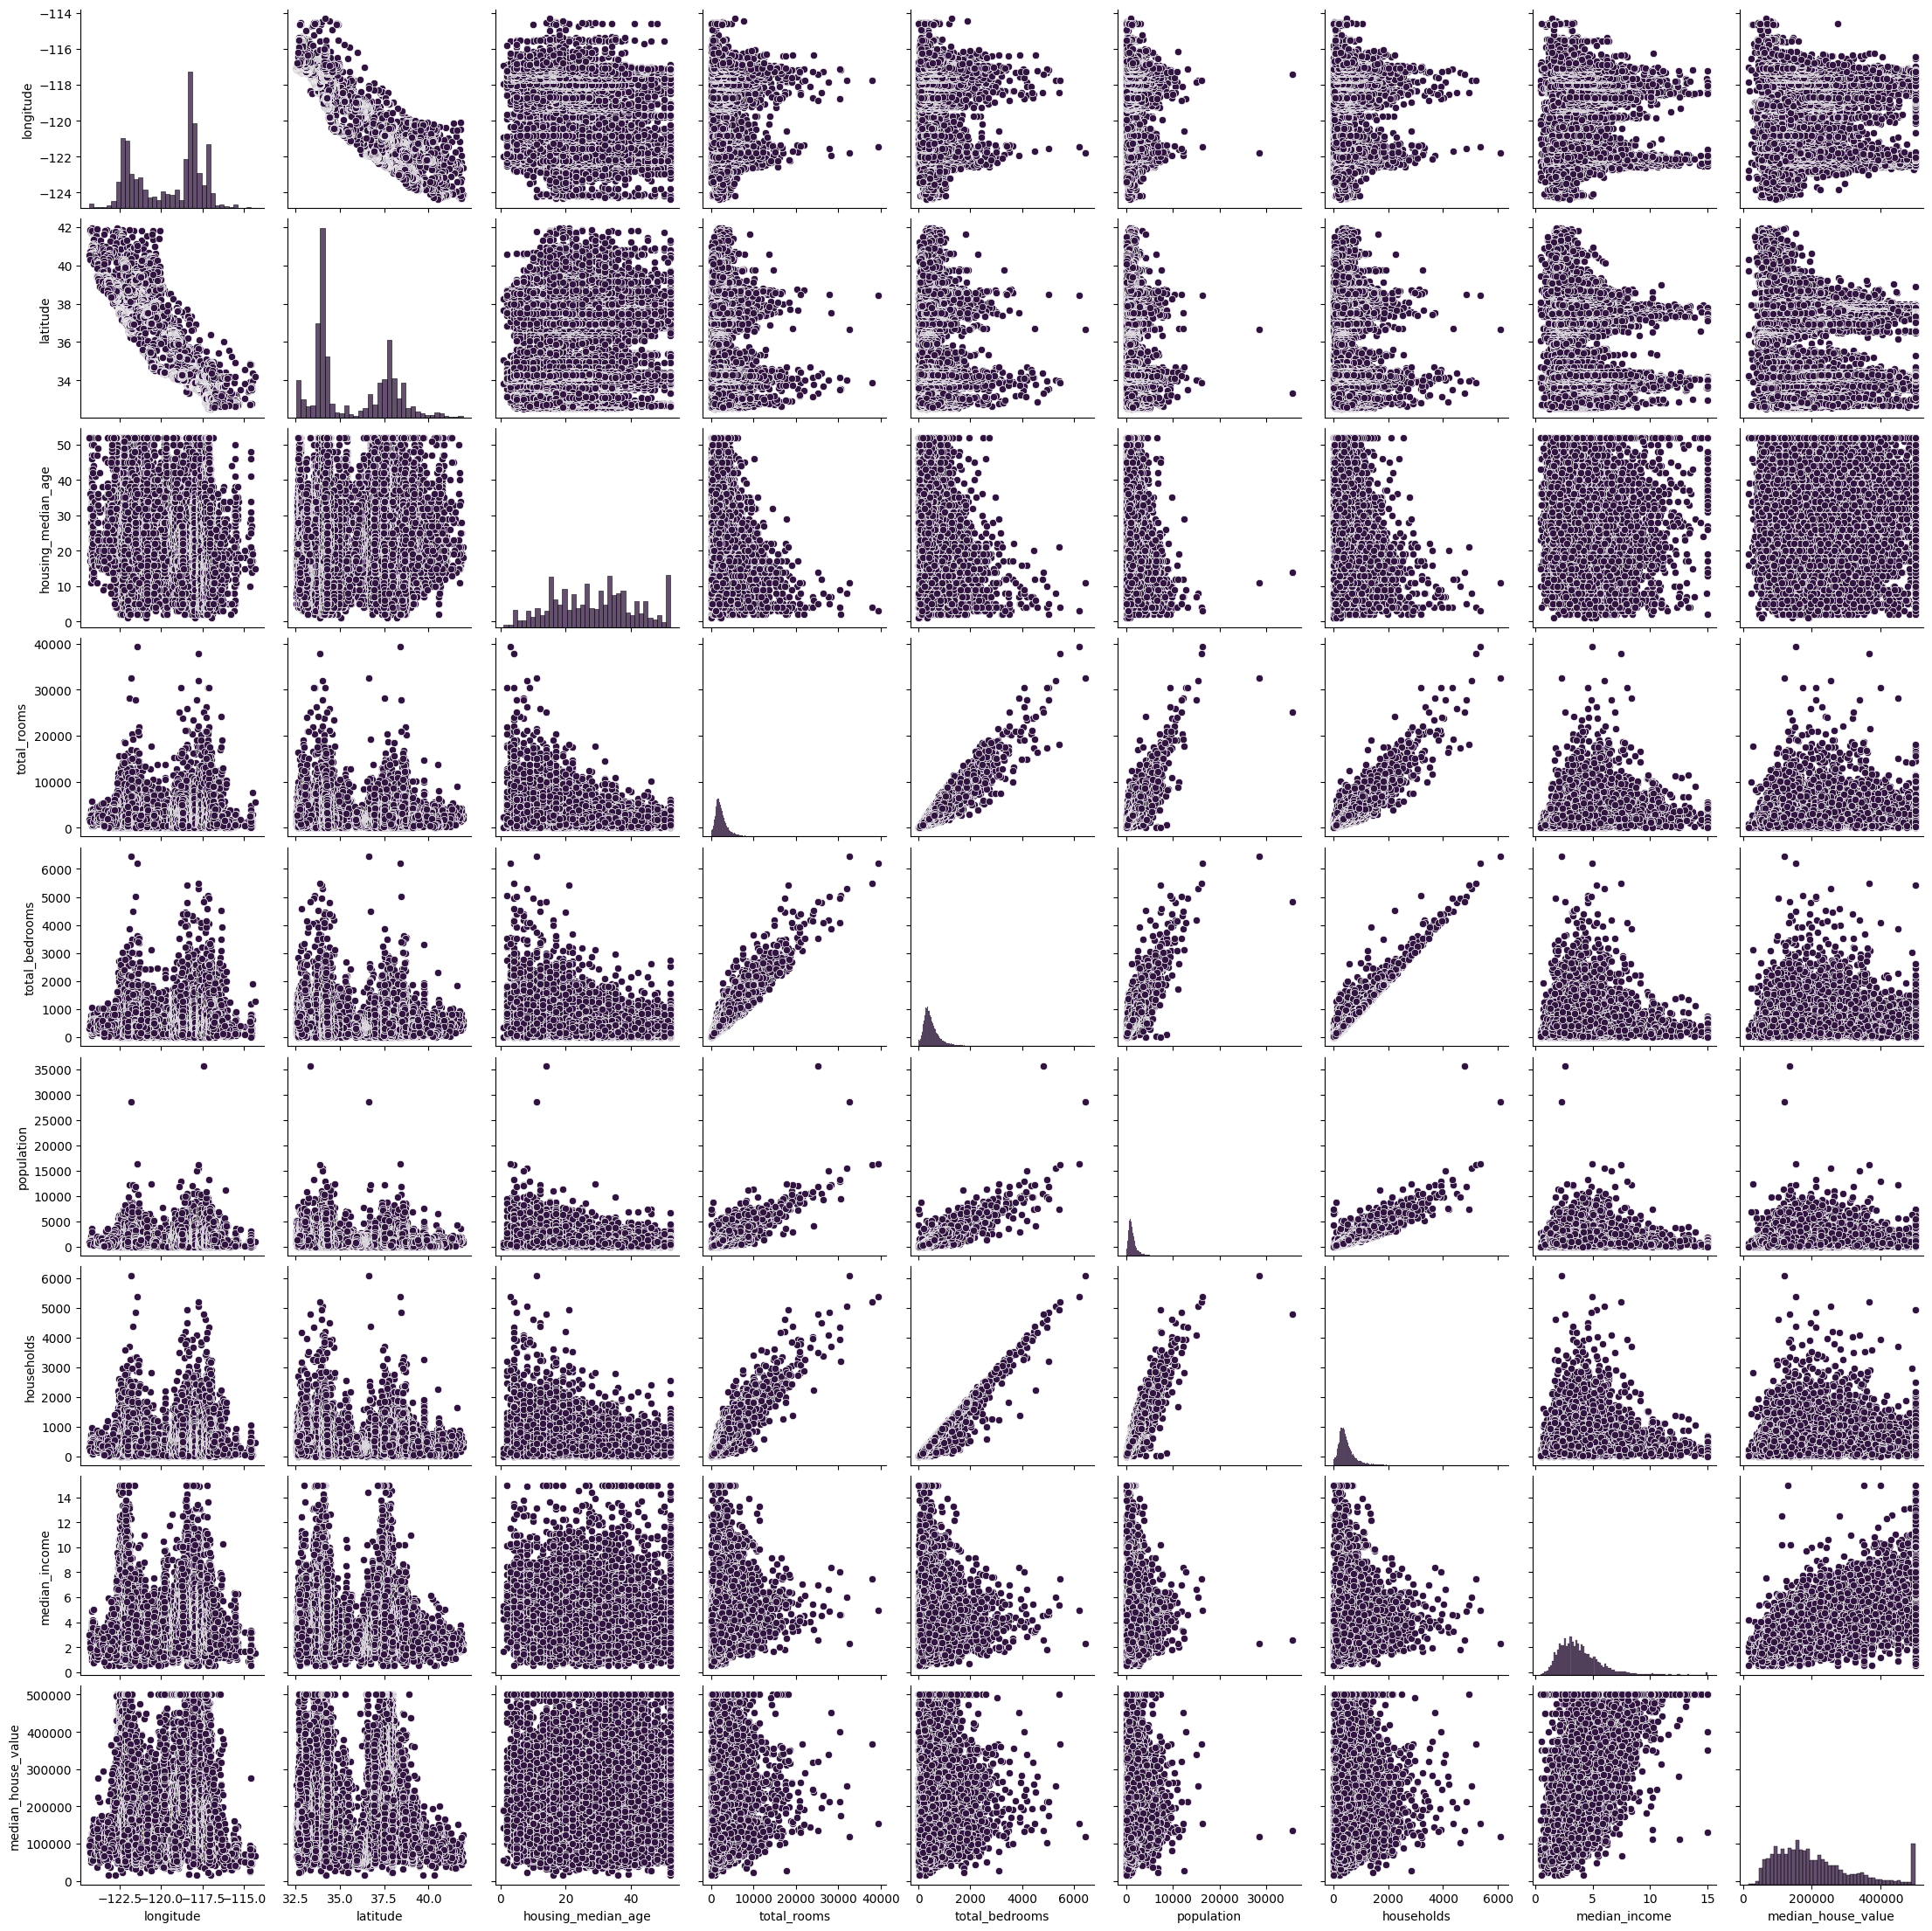 −114
−116
−118
−120
−122
−124
longitude
42
40
38
36
34
latitude
50
40
30
20
10
0
housing_median_age
40000
30000
20000
10000
0
total_rooms
6000
5000
4000
3000
2000
1000
0
total_bedrooms
35000
30000
25000
20000
15000
10000
5000
0
population
6000
5000
4000
3000
2000
1000
0
households
14
12
10
8
6
4
2
0
median_income
500000
400000
300000
200000
100000
0
median_house_value
−122.5 −120.0 −117.5 −115.0
longitude
32.5 35.0 37.5 40.0
latitude
0 20 40
housing_median_age
0 10000 20000 30000 40000
total_rooms
0 2000 4000 6000
total_bedrooms
0 10000 20000 30000
population
0 2000 4000 6000
households
0 5 10 15
median_income
0 200000 400000
median_house_value